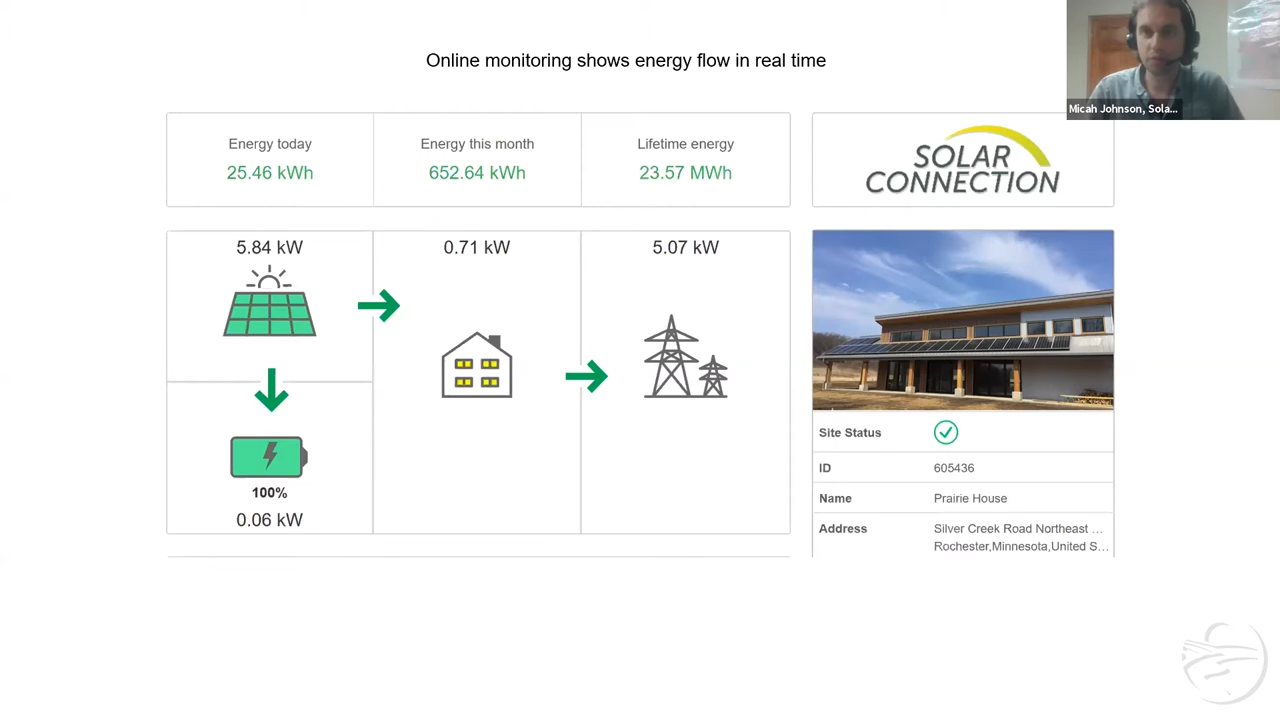 Online monitoring shows energy flow in real time
Micah Johnson, Sola...
Energy today
25.46 kWh
Energy this month
652.64 kWh
Lifetime energy
23.57 MWh
SOLAR
CONNECTION
5.84 kW
0.71 kW
5.07 kW
100%
0.06 kW
Site Status
ID 605436
Name Prairie House
Address Silver Creek Road Northeast ...
Rochester,Minnesota,United S...